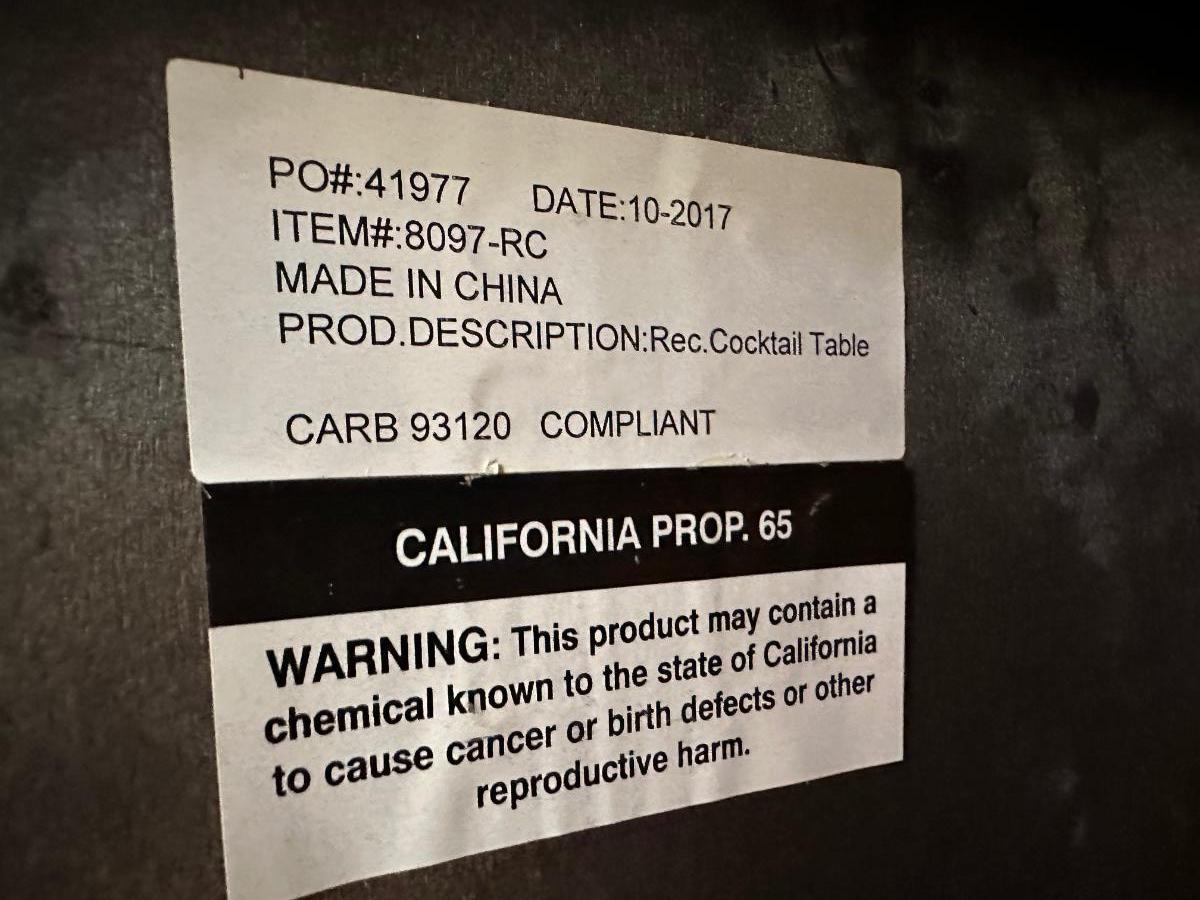 PO#:41977 DATE:10-2017
ITEM#:8097-RC
MADE IN CHINA
PROD.DESCRIPTION:Rec.Cocktail Table
CARB 93120 COMPLIANT
CALIFORNIA PROP. 65
WARNING: This product may contain a
chemical known to the state of California
to cause cancer or birth defects or other
reproductive harm.